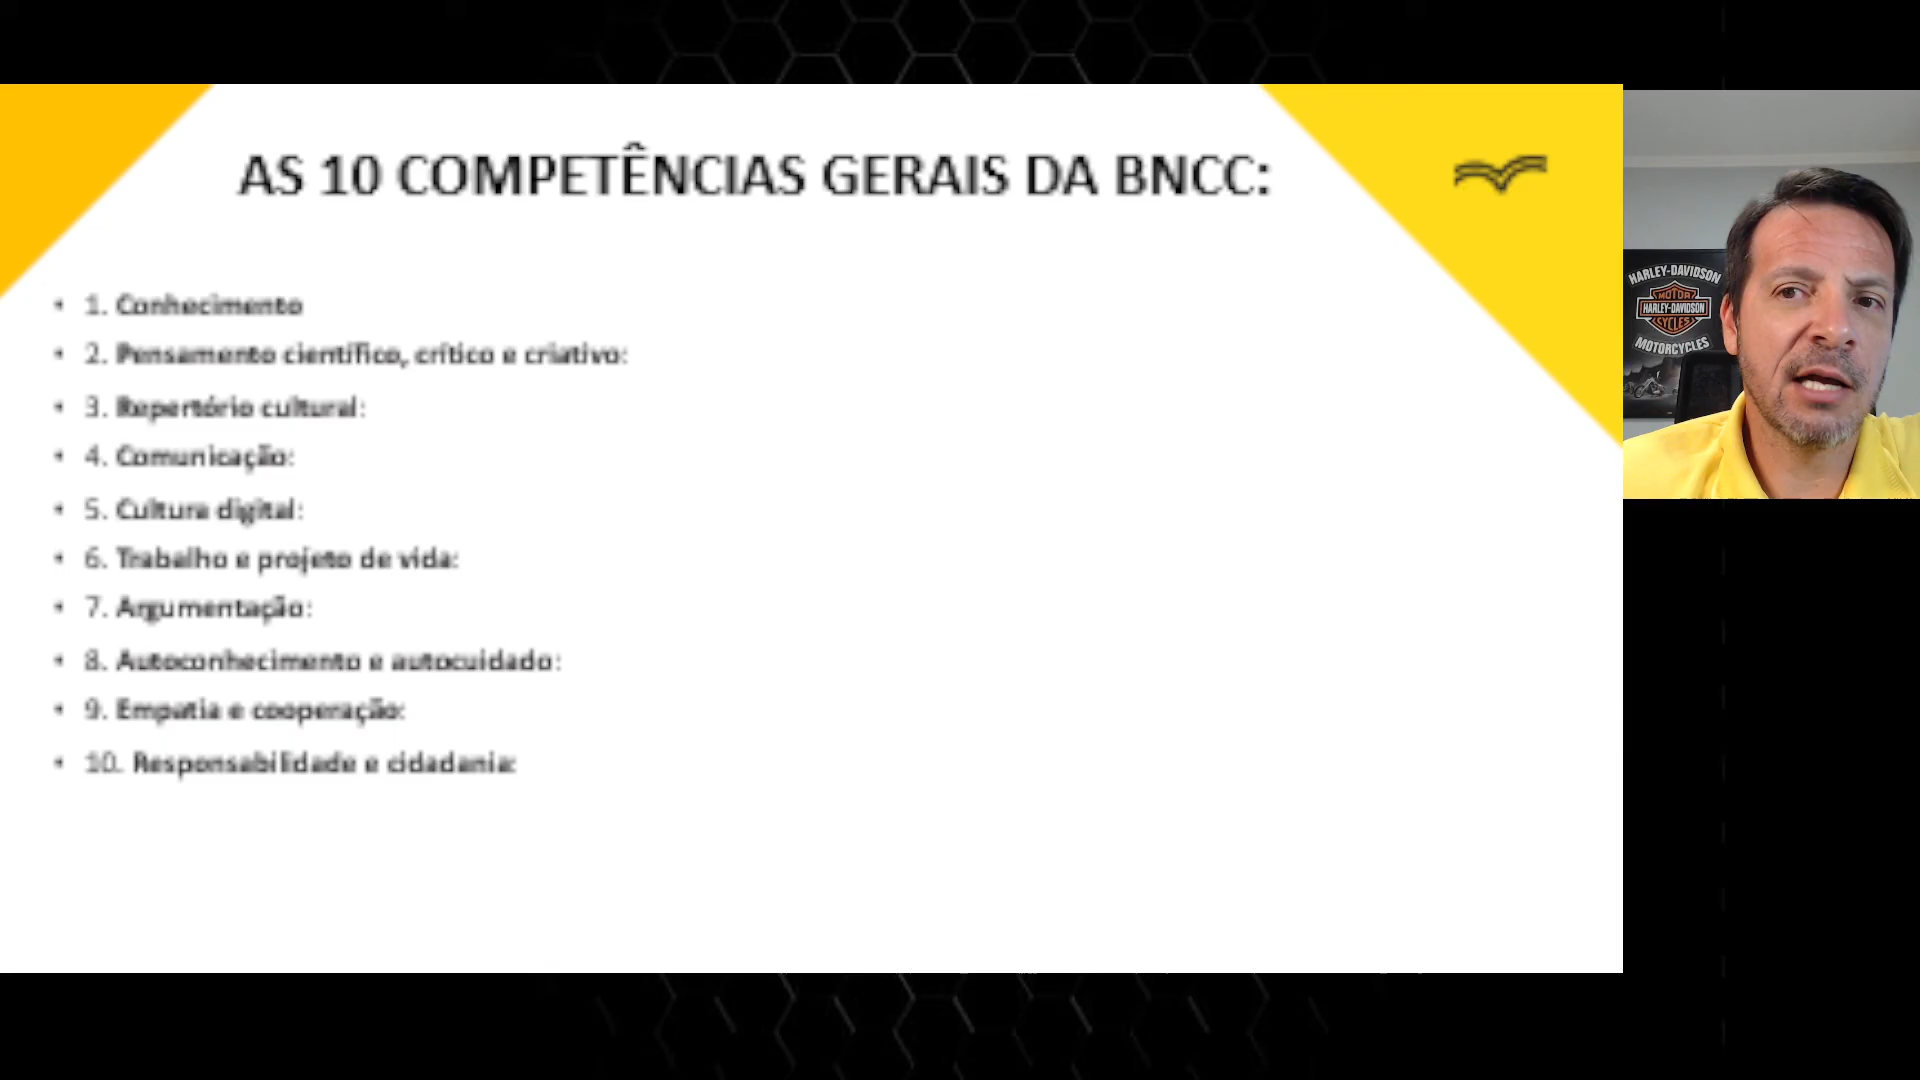 AS 10 COMPETÊNCIAS GERAIS DA BNCC:
• 1. Conhecimento
• 2. Pensamento científico, crítico e criativo:
• 3. Repertório cultural:
• 4. Comunicação:
• 5. Cultura digital:
• 6. Trabalho e projeto de vida:
• 7. Argumentação:
• 8. Autoconhecimento e autocuidado:
• 9. Empatia e cooperação:
• 10. Responsabilidade e cidadania:
HARLEY-DAVIDSON
MOTOR
HARLEY-DAVIDSON
CYCLES
MOTORCYCLES